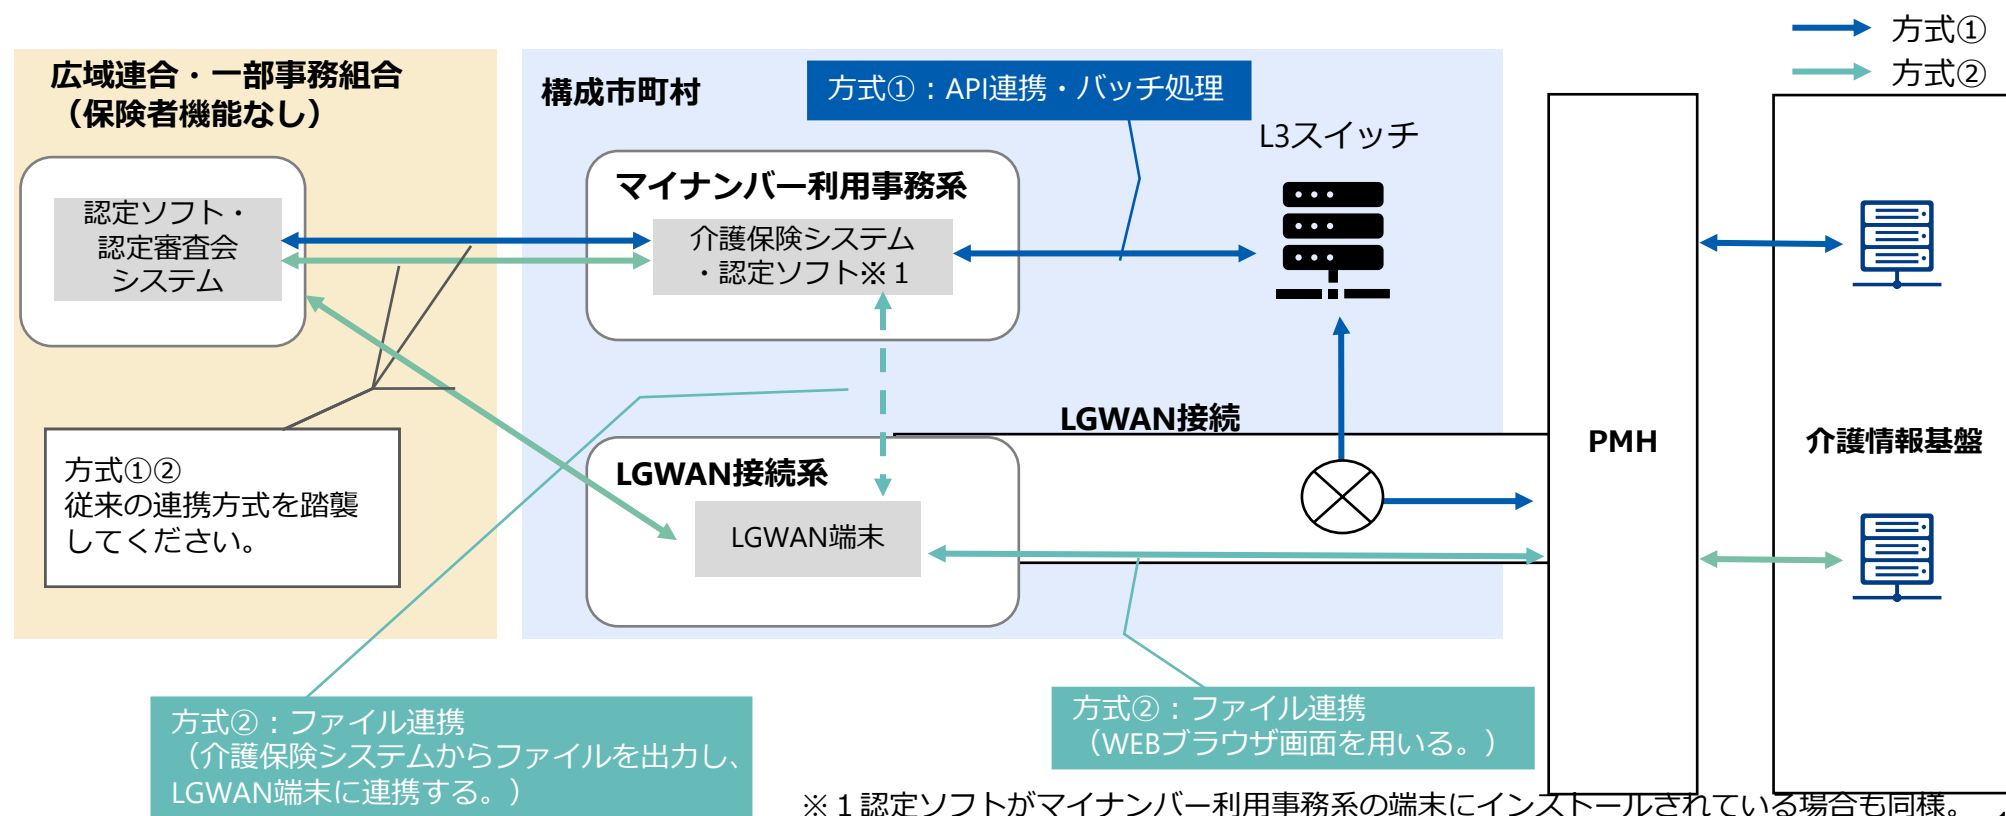 方式①
方式②
広域連合・一部事務組合
（保険者機能なし）
構成市町村
方式①：API連携・バッチ処理
L3スイッチ
マイナンバー利用事務系
認定ソフト・
認定審査会
システム
介護保険システム
・認定ソフト※１
LGWAN接続
PMH
介護情報基盤
方式①②
従来の連携方式を踏襲
してください。
LGWAN接続系
LGWAN端末
方式②：ファイル連携
（介護保険システムからファイルを出力し、
LGWAN端末に連携する。）
方式②：ファイル連携
（WEBブラウザ画面を用いる。）
※１認定ソフトがマイナンバー利用事務系の端末にインストールされている場合も同様。